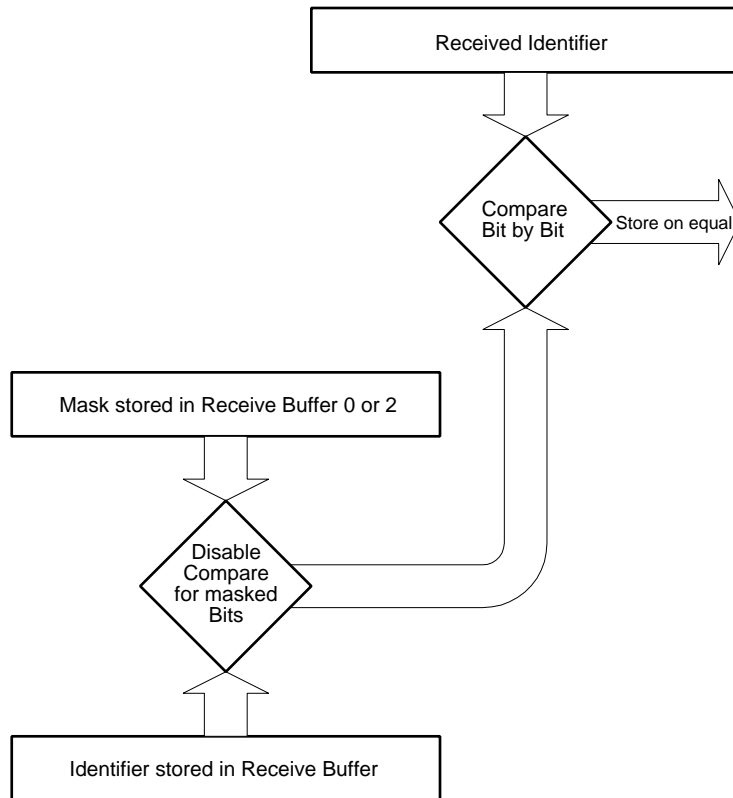 Received Identifier
Compare
Bit by Bit
Store on equal
Mask stored in Receive Buffer 0 or 2
Disable
Compare
for masked
Bits
Identifier stored in Receive Buffer